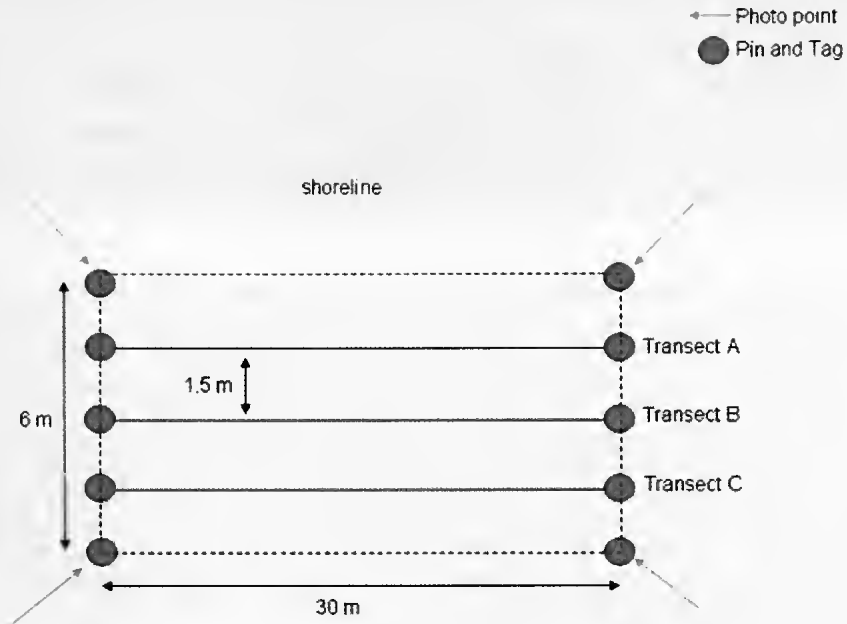 Photo point
Pin and Tag
shoreline
Transect A
1.5 m
6 m
Transect B
Transect C
30 m